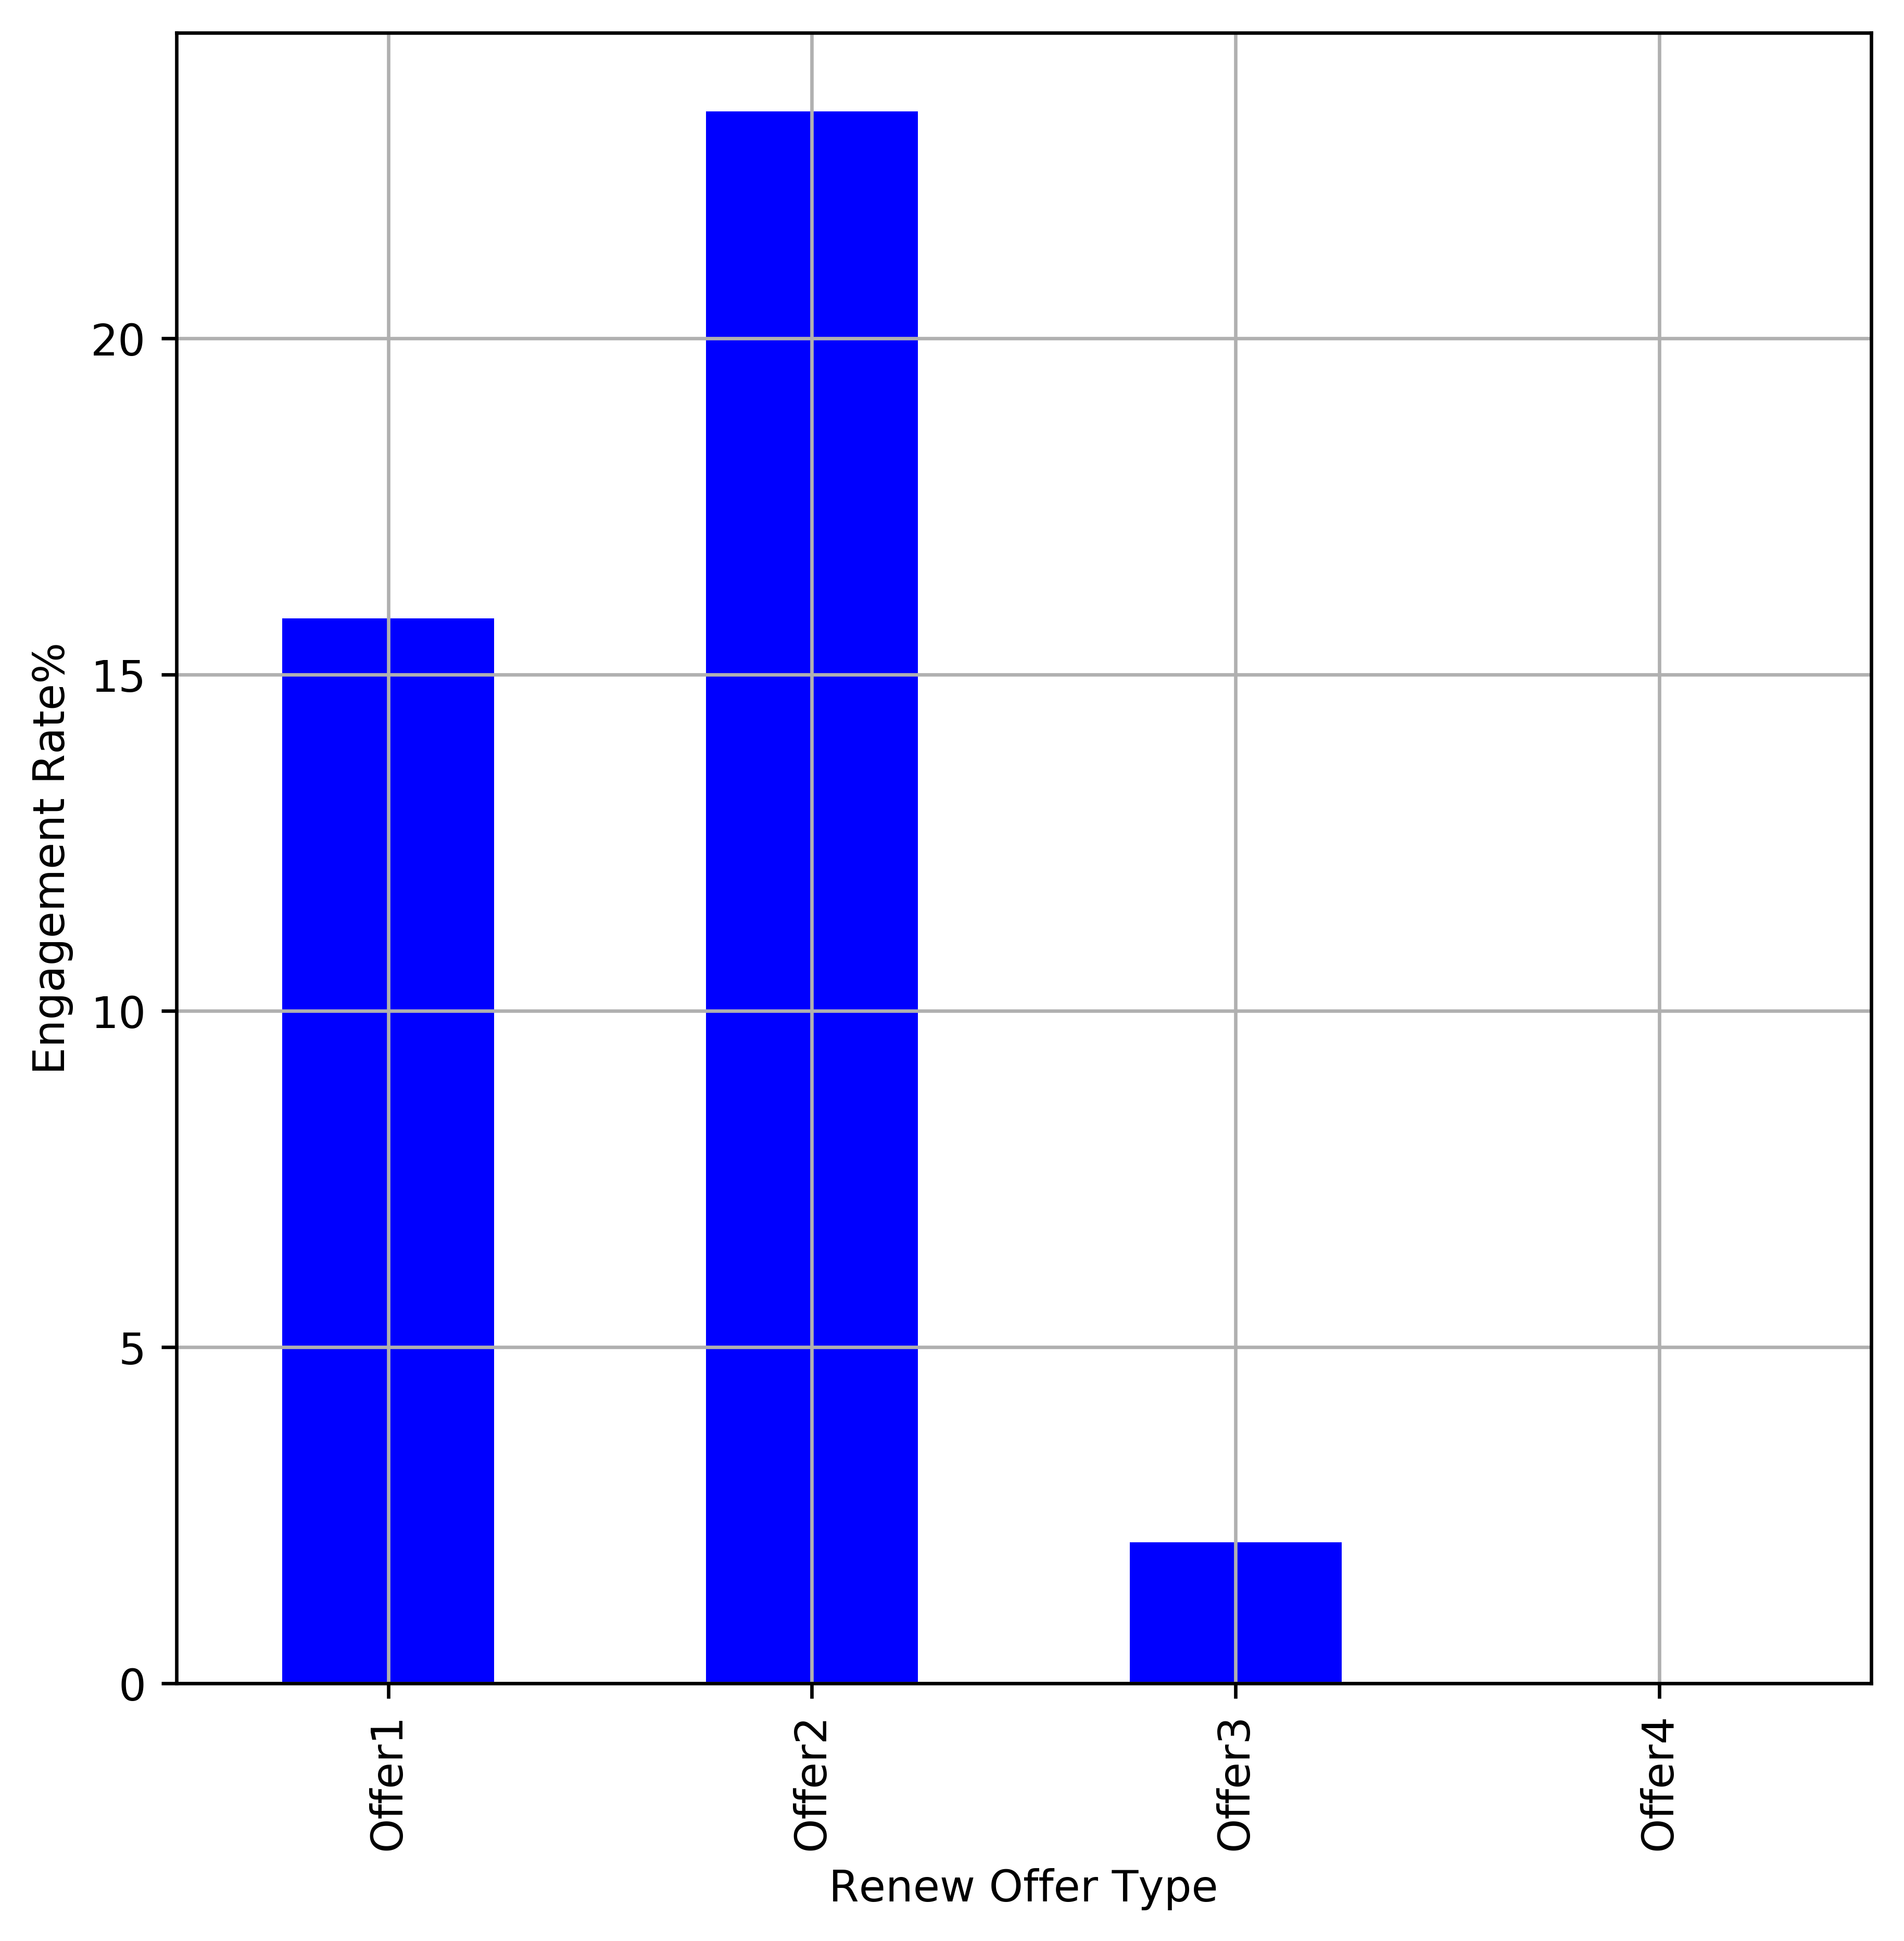 Engagement Rate%
20
15
10
5
0
Offer1
Offer2
Offer3
Offer4
Renew Offer Type